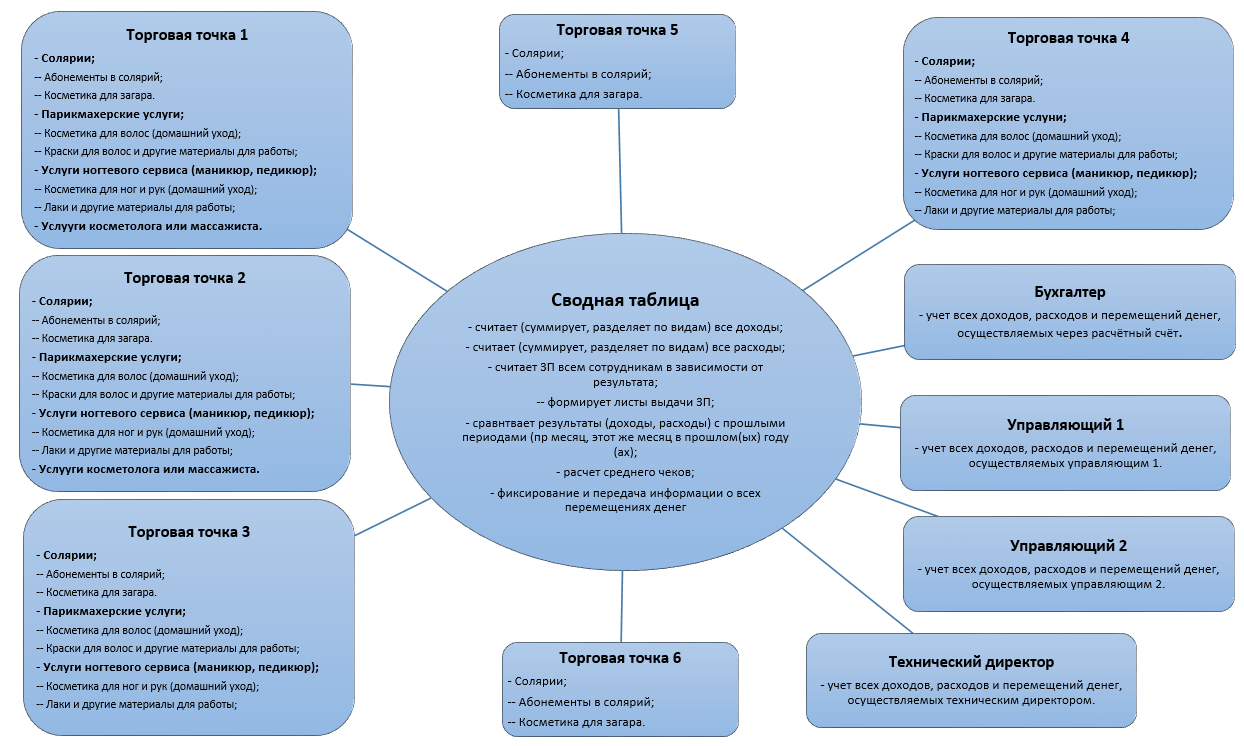 Торговая точка 1
- Солярии;
-- Абонементы в солярий;
-- Косметика для загара.
- Парикмахерские услуги;
-- Косметика для волос (домашний уход);
-- Краски для волос и другие материалы для работы;
- Услуги ногтевого сервиса (маникюр, педикюр);
-- Косметика для ног и рук (домашний уход);
-- Лаки и другие материалы для работы;
- Услууги косметолога или массажиста.
Торговая точка 2
- Солярии;
-- Абонементы в солярий;
-- Косметика для загара.
- Парикмахерские услуги;
-- Косметика для волос (домашний уход);
-- Краски для волос и другие материалы для работы;
- Услуги ногтевого сервиса (маникюр, педикюр);
-- Косметика для ног и рук (домашний уход);
-- Лаки и другие материалы для работы;
- Услууги косметолога или массажиста.
Торговая точка 3
- Солярии;
-- Абонементы в солярий;
-- Косметика для загара.
- Парикмахерские услуги;
-- Косметика для волос (домашний уход);
-- Краски для волос и другие материалы для работы;
- Услуги ногтевого сервиса (маникюр, педикюр);
-- Косметика для ног и рук (домашний уход);
-- Лаки и другие материалы для работы;
Торговая точка 5
- Солярии;
-- Абонементы в солярий;
-- Косметика для загара.
Сводная таблица
- считает (суммирует, разделяет по видам) все доходы;
- считает (суммирует, разделяет по видам) все расходы;
- считает ЗП всем сотрудникам в зависимости от
результата;
-- формирует листы выдачи ЗП;
- сравнтвает результаты (доходы, расходы) с прошлыми
периодами (пр месяц, этот же месяц в прошлом(ых) году
(ах);
- расчет среднего чеков;
- фиксирование и передача информации о всех
перемещениях денег
Торговая точка 6
- Солярии;
-- Абонементы в солярий;
-- Косметика для загара.
Торговая точка 4
- Солярии;
-- Абонементы в солярий;
-- Косметика для загара.
- Парикмахерские услуни;
-- Косметика для волос (домашний уход);
-- Краски для волос и другие материалы для работы;
- Услуги ногтевого сервиса (маникюр, педикюр);
-- Косметика для ног и рук (домашний уход);
-- Лаки и другие материалы для работы;
Бухгалтер
- учет всех доходов, расходов и перемещений денег,
осуществляемых через расчётный счёт.
Управляющий 1
- учет всех доходов, расходов и перемещений денег,
осуществляемых управляющим 1.
Управляющий 2
- учет всех доходов, расходов и перемещений денег,
осуществляемых управляющим 2.
Технический директор
- учет всех доходов, расходов и перемещений денег,
осуществляемых техническим директором.